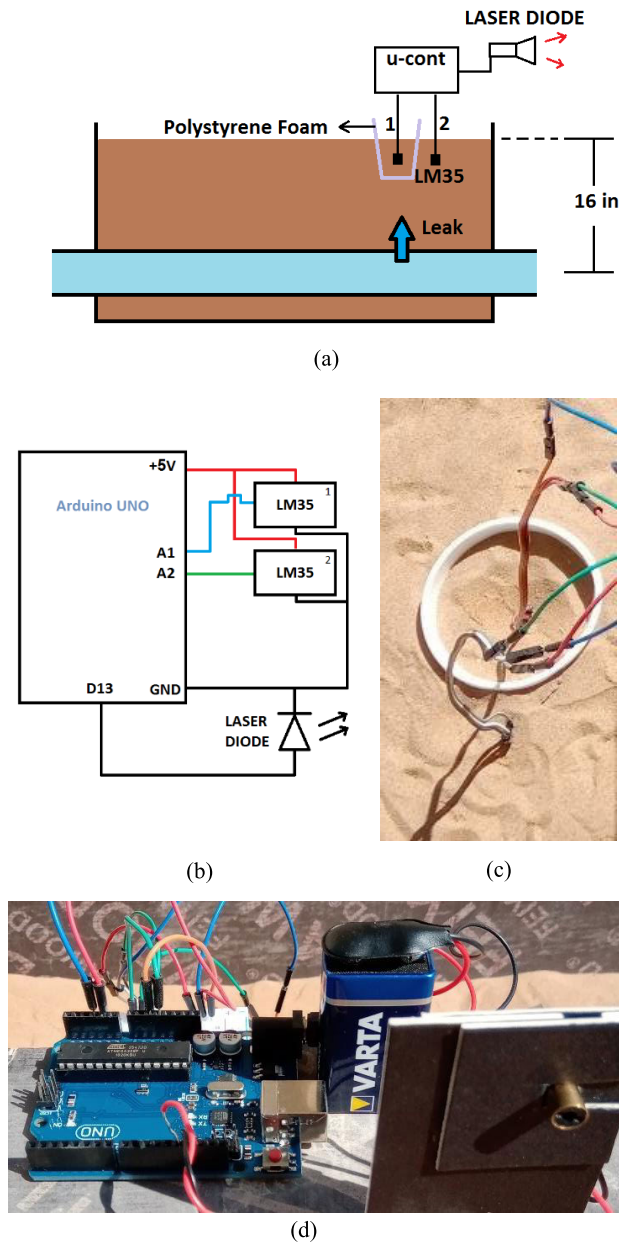 LASER DIODE
u-cont
Polystyrene Foam
1
2
LM35
16 in
Leak
(a)
+5V
Arduino UNO
LM35
1
A1
A2
LM35
2
D13
GND
LASER
DIODE
(b)
(c)
UNO
VARTA
(d)